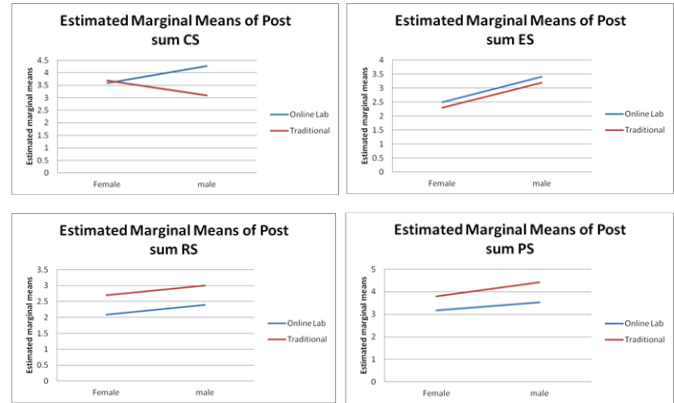 Estimated Marginal Means of Post
sum CS
Estimated marginal means
4.5
4
3.5
3
2.5
2
1.5
1
0.5
0
Female
male
Online Lab
Traditional
Estimated Marginal Means of Post
sum ES
Estimated marginal means
4
3.5
3
2.5
2
1.5
1
0.5
0
Female
male
Online Lab
Traditional
Estimated Marginal Means of Post
sum RS
Estimated marginal means
3.5
3
2.5
2
1.5
1
0.5
0
Female
male
Online Lab
Traditional
Estimated Marginal Means of Post
sum PS
Estimated marginal means
5
4
3
2
1
0
Female
male
Online Lab
Traditional